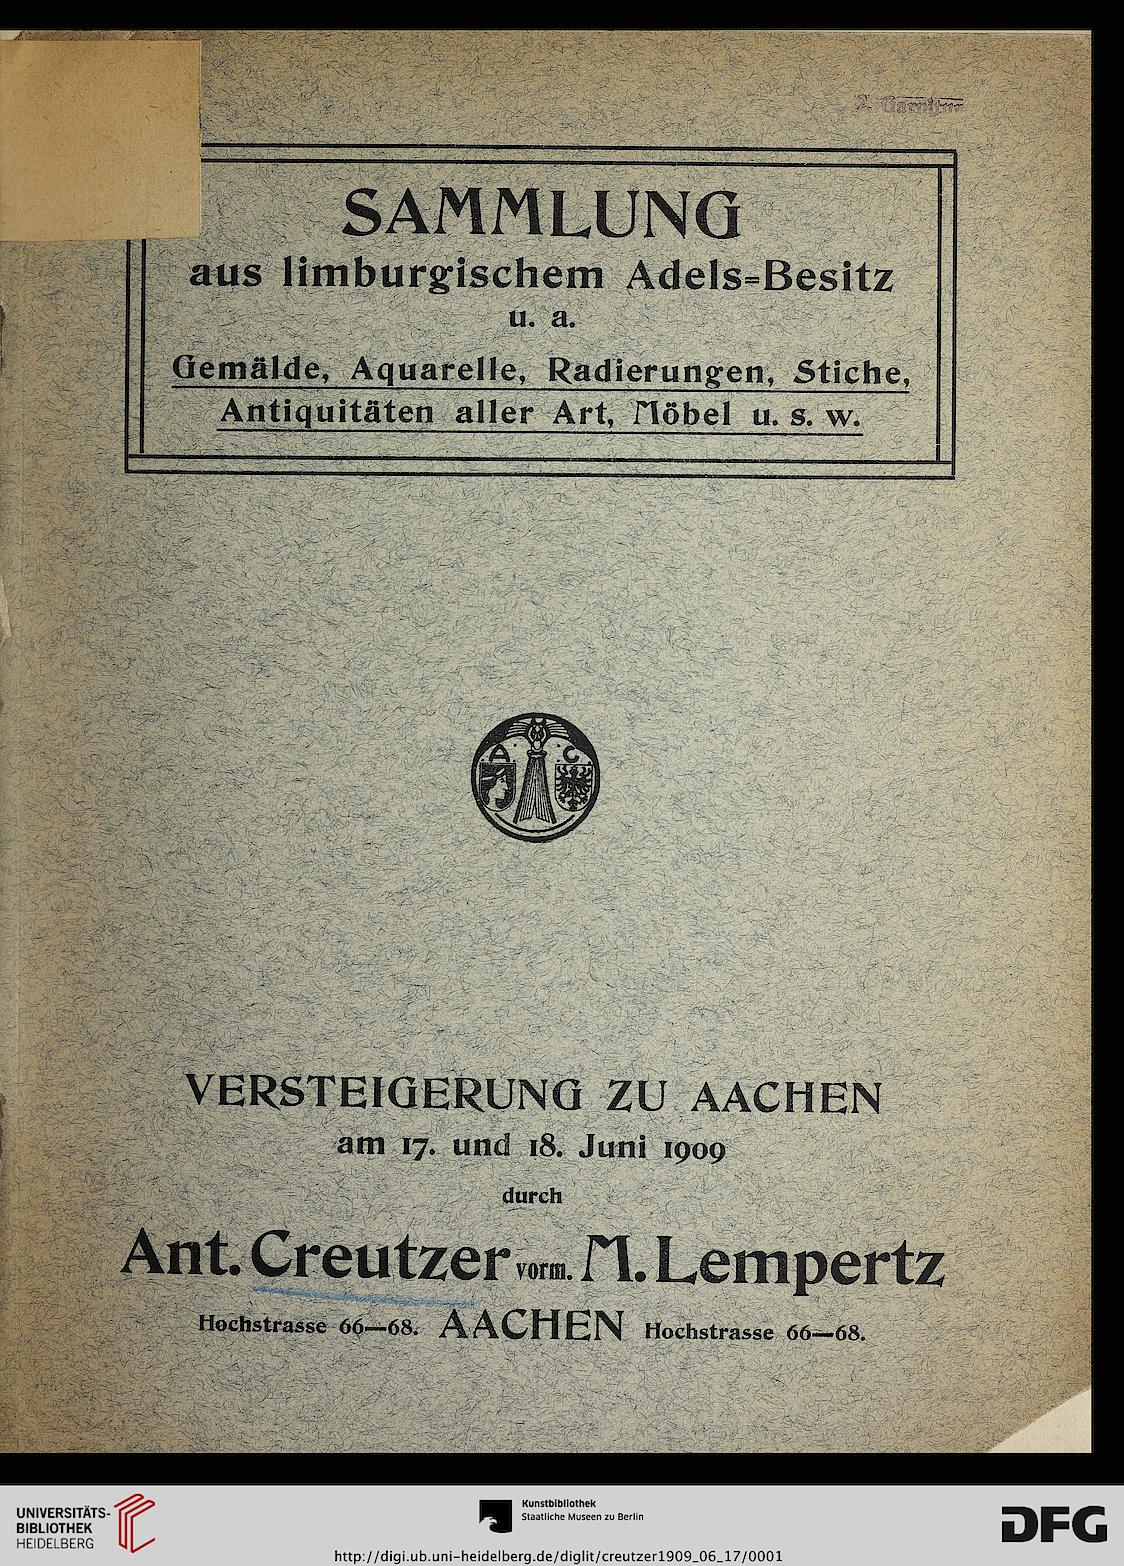 2. Garnitur
SAMMLUNG
aus limburgischem Adels=Besitz
u. a.
Gemälde, Aquarelle, Radierungen, Stiche,
Antiquitäten aller Art, Möbel u. s. w.
A C
VERSTEIGERUNG ZU AACHEN
am 17. und 18. Juni 1909
durch
Ant. Creutzer vorm. M. Lempertz
Hochstrasse 66—68. AACHEN Hochstrasse 66—68.
UNIVERSITÄTS-
BIBLIOTHEK
HEIDELBERG
Kunstbibliothek
Staatliche Museen zu Berlin
http://digi.ub.uni-heidelberg.de/diglit/creutzer1909_06_17/0001
DFG